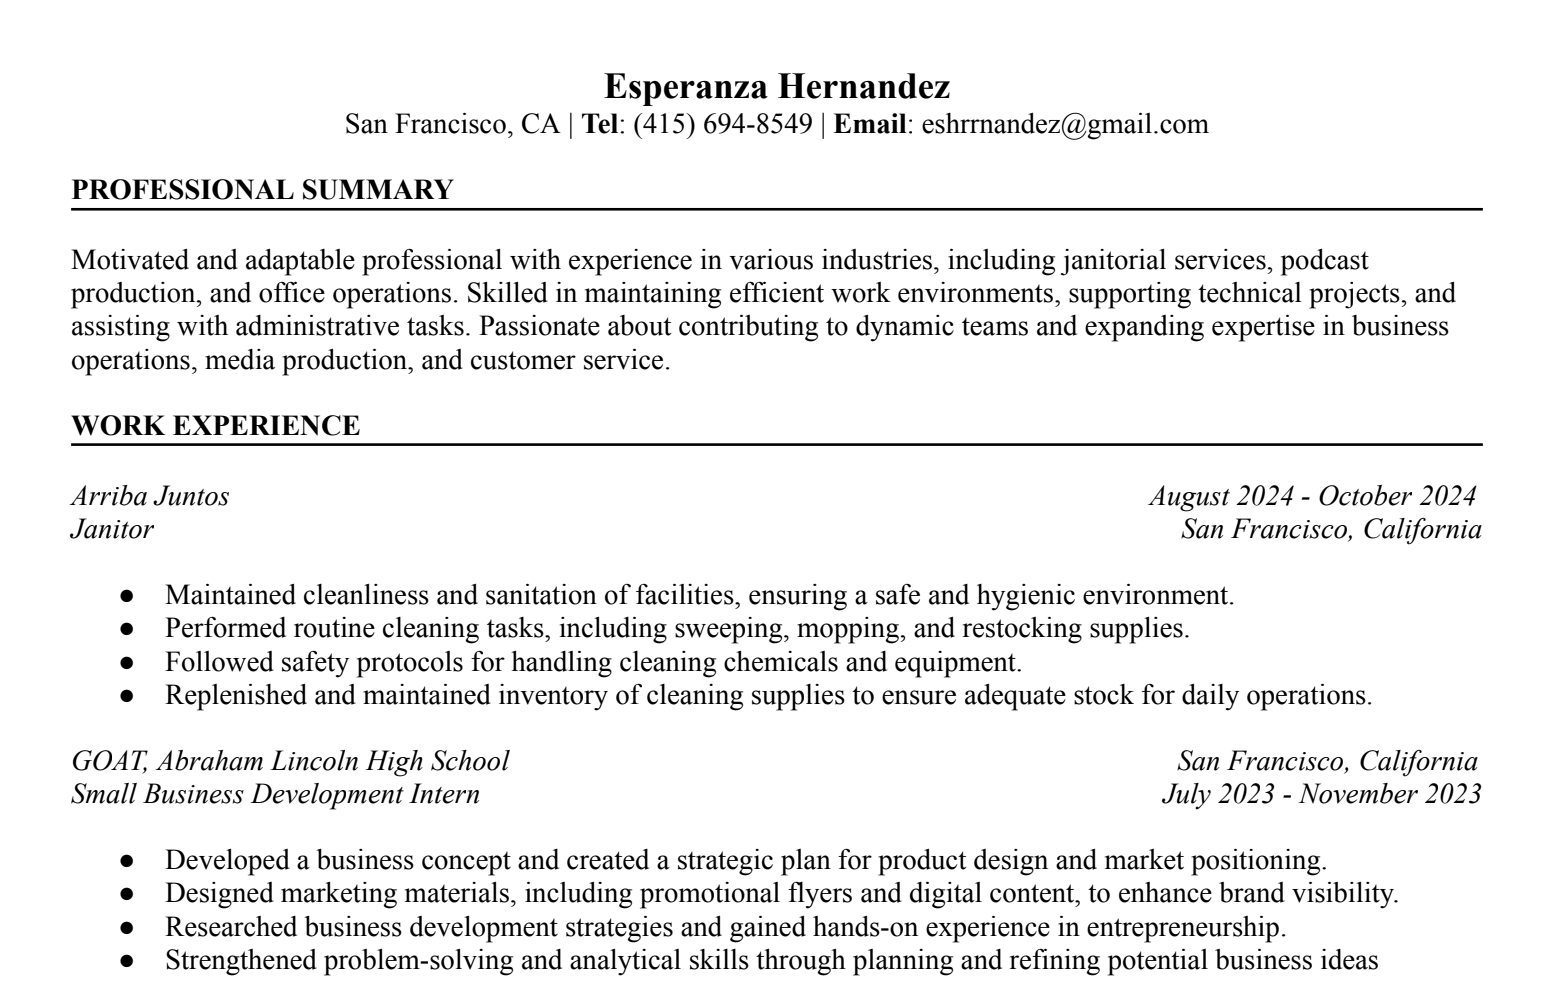 Esperanza Hernandez
San Francisco, CA | Tel: (415) 694-8549 | Email: eshrrnandez@gmail.com
PROFESSIONAL SUMMARY
Motivated and adaptable professional with experience in various industries, including janitorial services, podcast
production, and office operations. Skilled in maintaining efficient work environments, supporting technical projects, and
assisting with administrative tasks. Passionate about contributing to dynamic teams and expanding expertise in business
operations, media production, and customer service.
WORK EXPERIENCE
Arriba Juntos August 2024 - October 2024
Janitor San Francisco, California
● Maintained cleanliness and sanitation of facilities, ensuring a safe and hygienic environment.
● Performed routine cleaning tasks, including sweeping, mopping, and restocking supplies.
● Followed safety protocols for handling cleaning chemicals and equipment.
● Replenished and maintained inventory of cleaning supplies to ensure adequate stock for daily operations.
GOAT, Abraham Lincoln High School San Francisco, California
Small Business Development Intern July 2023 - November 2023
● Developed a business concept and created a strategic plan for product design and market positioning.
● Designed marketing materials, including promotional flyers and digital content, to enhance brand visibility.
● Researched business development strategies and gained hands-on experience in entrepreneurship.
● Strengthened problem-solving and analytical skills through planning and refining potential business ideas